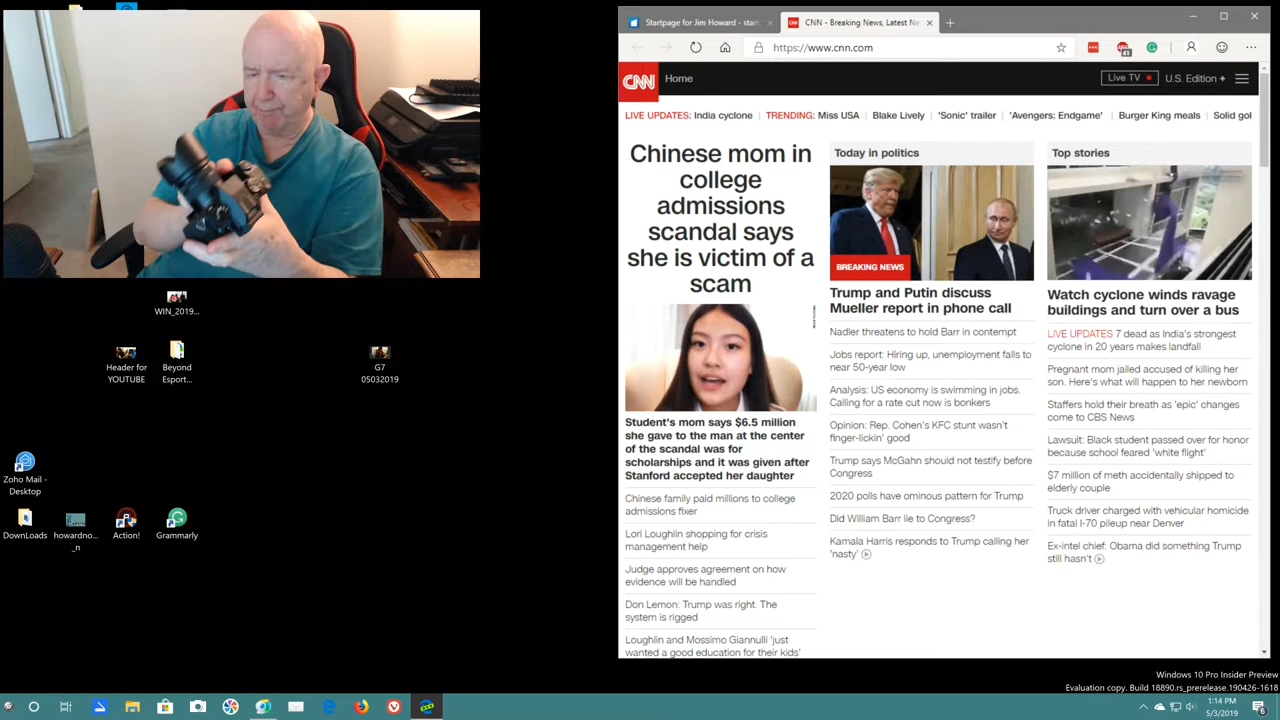 WIN_2019...
Header for
YOUTUBE
Beyond
Esport...
G7
05032019
Zoho Mail -
Desktop
DownLoads
howardno...
_n
Action!
Grammarly
Startpage for Jim Howard - star
CNN - Breaking News, Latest Ne
https://www.cnn.com
41
CNN
Home
Live TV
U.S. Edition +
LIVE UPDATES: India cyclone
TRENDING: Miss USA
Blake Lively
'Sonic' trailer
'Avengers: Endgame'
Burger King meals
Solid gol
Chinese mom in
college
admissions
scandal says
she is victim of a
scam
Student's mom says $6.5 million
she gave to the man at the center
of the scandal was for
scholarships and it was given after
Stanford accepted her daughter
Chinese family paid millions to college
admissions fixer
Lori Loughlin shopping for crisis
management help
Judge approves agreement on how
evidence will be handled
Don Lemon: Trump was right. The
system is rigged
Loughlin and Mossimo Giannulli 'just
wanted a good education for their kids'
Today in politics
BREAKING NEWS
Trump and Putin discuss
Mueller report in phone call
Nadler threatens to hold Barr in contempt
Jobs report: Hiring up, unemployment falls to
near 50-year low
Analysis: US economy is swimming in jobs.
Calling for a rate cut now is bonkers
Opinion: Rep. Cohen's KFC stunt wasn't
finger-lickin' good
Trump says McGahn should not testify before
Congress
2020 polls have ominous pattern for Trump
Did William Barr lie to Congress?
Kamala Harris responds to Trump calling her
'nasty'
Top stories
Watch cyclone winds ravage
buildings and turn over a bus
LIVE UPDATES 7 dead as India's strongest
cyclone in 20 years makes landfall
Pregnant mom jailed accused of killing her
son. Here's what will happen to her newborn
Staffers hold their breath as 'epic' changes
come to CBS News
Lawsuit: Black student passed over for honor
because school feared 'white flight'
$7 million of meth accidentally shipped to
elderly couple
Truck driver charged with vehicular homicide
in fatal I-70 pileup near Denver
Ex-intel chief: Obama did something Trump
still hasn't
Windows 10 Pro Insider Preview
Evaluation copy. Build 18890.rs_prerelease.190426-1618
1:14 PM
5/3/2019
6